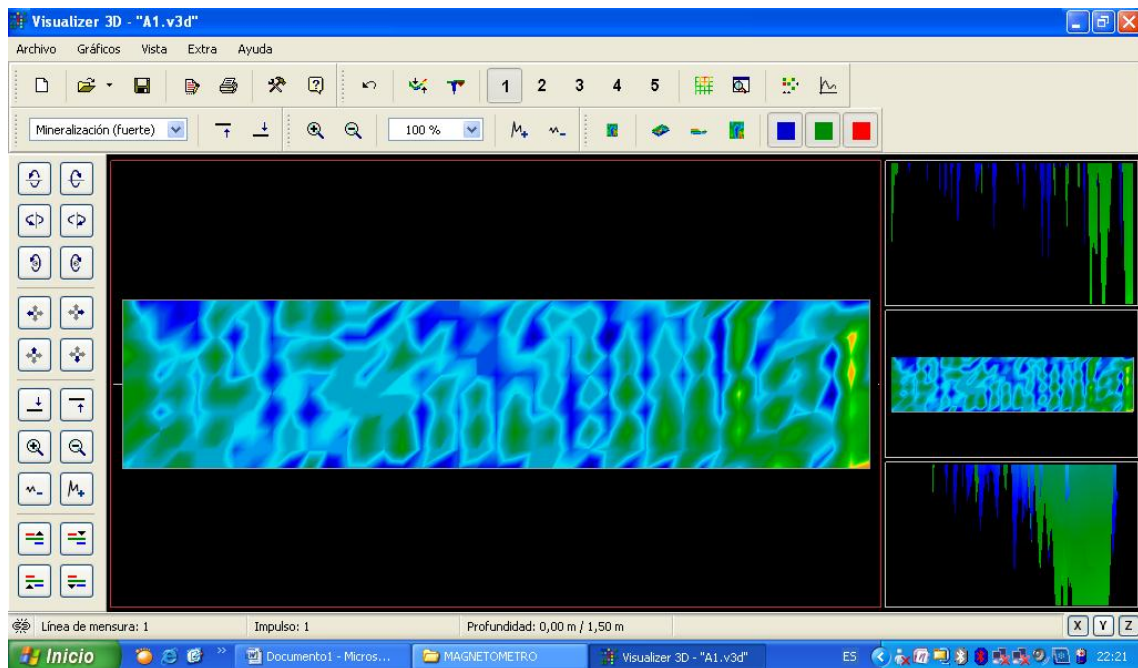 Visualizer 3D - "A1.v3d"
Archivo Gráficos Vista Extra Ayuda
1 2 3 4 5
Mineralización (fuerte) 100 %
Línea de mensura: 1 Impulso: 1 Profundidad: 0,00 m / 1,50 m X Y Z
Inicio Documento1 - Micros... MAGNETOMETRO Visualizer 3D - "A1.v3d" ES 22:21